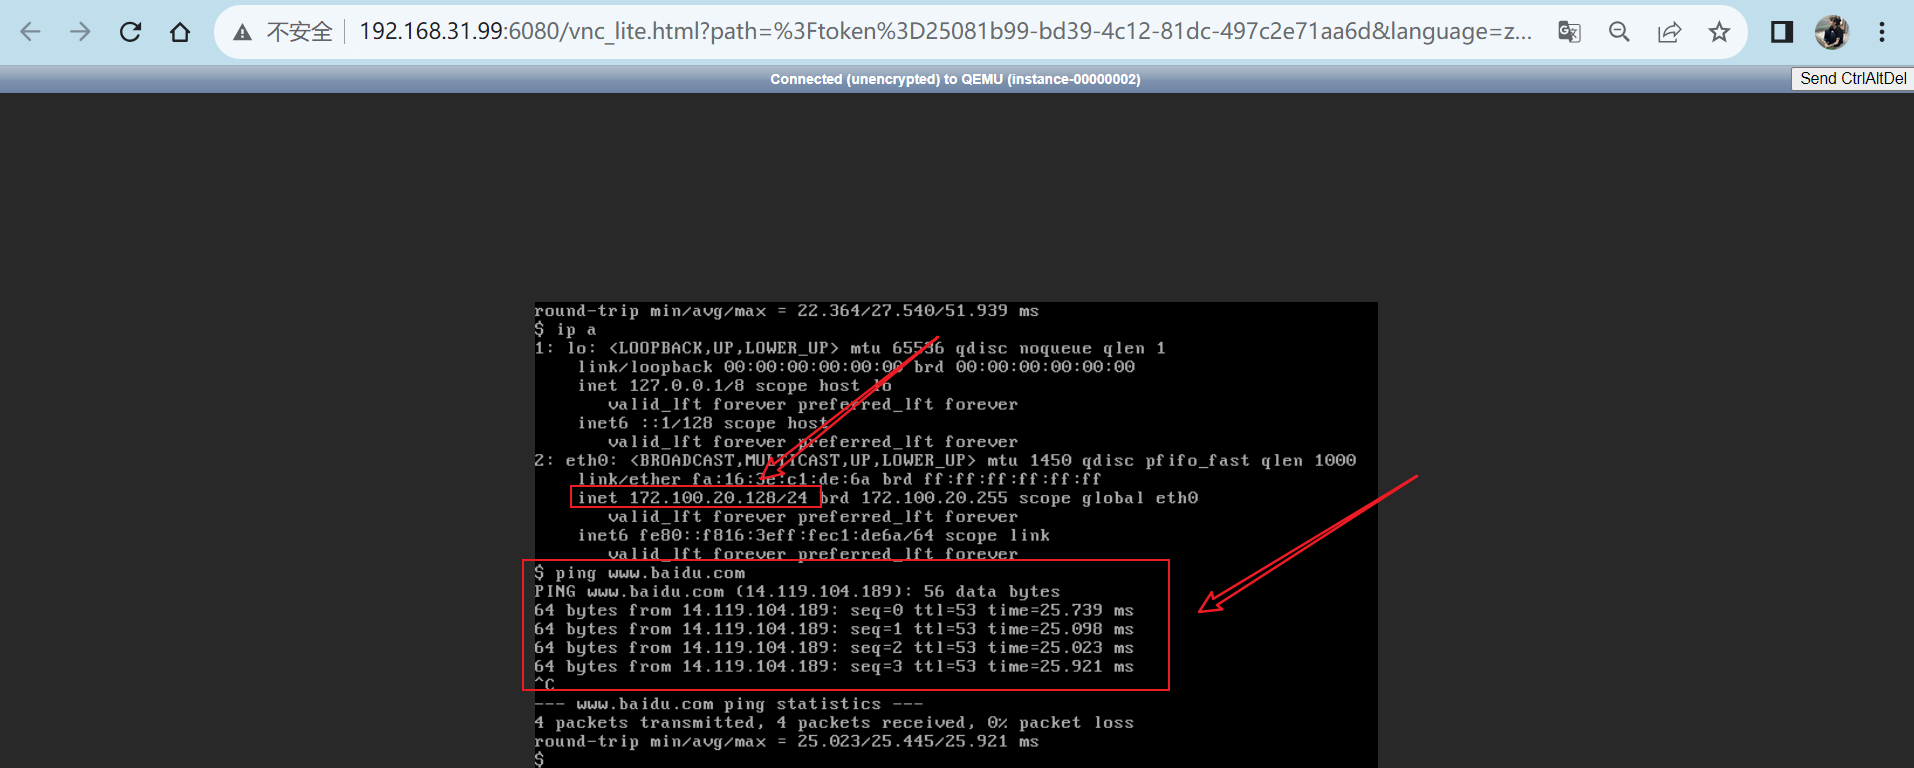 不安全 192.168.31.99:6080/vnc_lite.html?path=%3Ftoken%3D25081b99-bd39-4c12-81dc-497c2e71aa6d&language=z...
Connected (unencrypted) to QEMU (instance-00000002)
Send CtrlAltDel
round-trip min/avg/max = 22.364/27.540/51.939 ms
$ ip a
1: lo: <LOOPBACK,UP,LOWER_UP> mtu 65536 qdisc noqueue qlen 1
link/loopback 00:00:00:00:00:00 brd 00:00:00:00:00:00
inet 127.0.0.1/8 scope host lo
valid_lft forever preferred_lft forever
inet6 ::1/128 scope host
valid_lft forever preferred_lft forever
2: eth0: <BROADCAST,MULTICAST,UP,LOWER_UP> mtu 1450 qdisc pfifo_fast qlen 1000
link/ether fa:16:3e:c1:de:6a brd ff:ff:ff:ff:ff:ff
inet 172.100.20.128/24 brd 172.100.20.255 scope global eth0
valid_lft forever preferred_lft forever
inet6 fe80::f816:3eff:fec1:de6a/64 scope link
valid_lft forever preferred_lft forever
$ ping www.baidu.com
PING www.baidu.com (14.119.104.189): 56 data bytes
64 bytes from 14.119.104.189: seq=0 ttl=53 time=25.739 ms
64 bytes from 14.119.104.189: seq=1 ttl=53 time=25.098 ms
64 bytes from 14.119.104.189: seq=2 ttl=53 time=25.023 ms
64 bytes from 14.119.104.189: seq=3 ttl=53 time=25.921 ms
^C
--- www.baidu.com ping statistics ---
4 packets transmitted, 4 packets received, 0% packet loss
round-trip min/avg/max = 25.023/25.445/25.921 ms
$